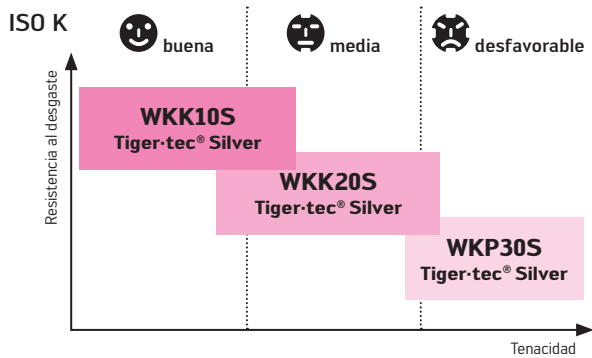 ISO K
buena
media
desfavorable
Resistencia al desgaste
WKK10S
Tiger·tec® Silver
WKK20S
Tiger·tec® Silver
WKP30S
Tiger·tec® Silver
Tenacidad